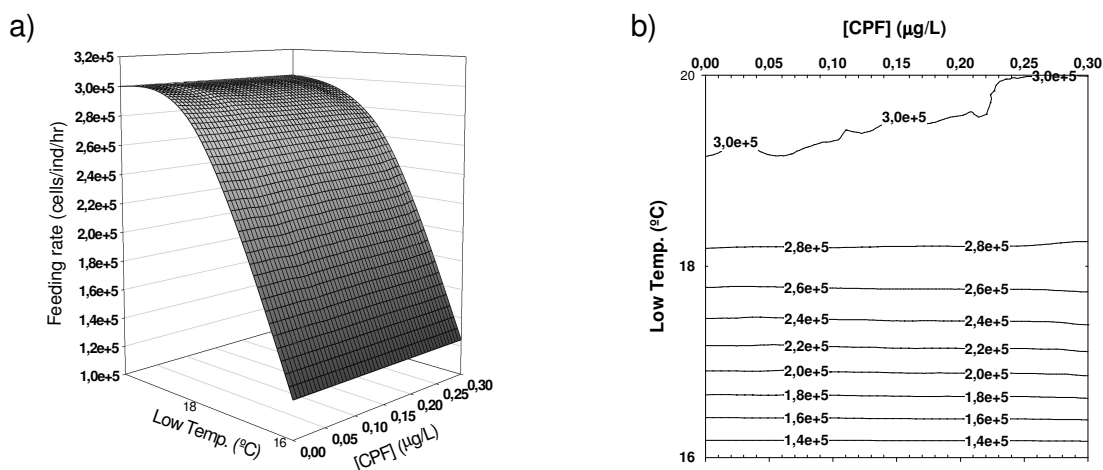 a)
3,2e+5
3,0e+5
2,8e+5
2,6e+5
2,4e+5
2,2e+5
2,0e+5
1,8e+5
1,6e+5
1,4e+5
1,2e+5
1,0e+5
Feeding rate (cells/ind/hr)
18
16
Low Temp. (ºC)
0,00 0,05 0,10 0,15 0,20 0,25 0,30
[CPF] (µg/L)
b)
[CPF] (µg/L)
0,00 0,05 0,10 0,15 0,20 0,25 0,30
20
18
16
Low Temp. (ºC)
3,0e+5 3,0e+5 3,0e+5
2,8e+5 2,8e+5
2,6e+5 2,6e+5
2,4e+5 2,4e+5
2,2e+5 2,2e+5
2,0e+5 2,0e+5
1,8e+5 1,8e+5
1,6e+5 1,6e+5
1,4e+5 1,4e+5